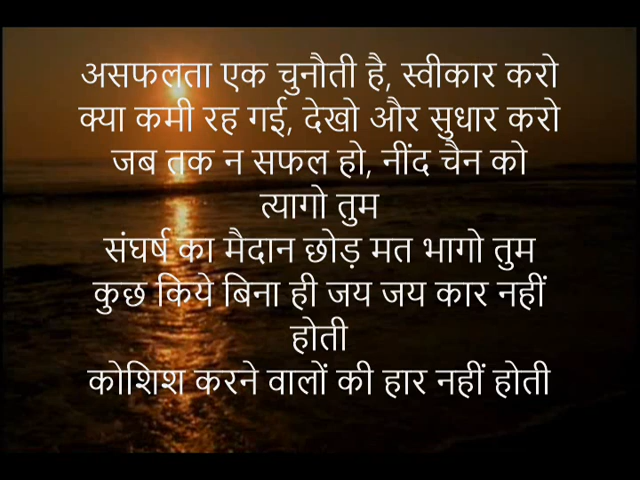 असफलता एक चुनौती है, स्वीकार करो
क्या कमी रह गई, देखो और सुधार करो
जब तक न सफल हो, नींद चैन को
त्यागो तुम
संघर्ष का मैदान छोड़ मत भागो तुम
कुछ किये बिना ही जय जय कार नहीं
होती
कोशिश करने वालों की हार नहीं होती